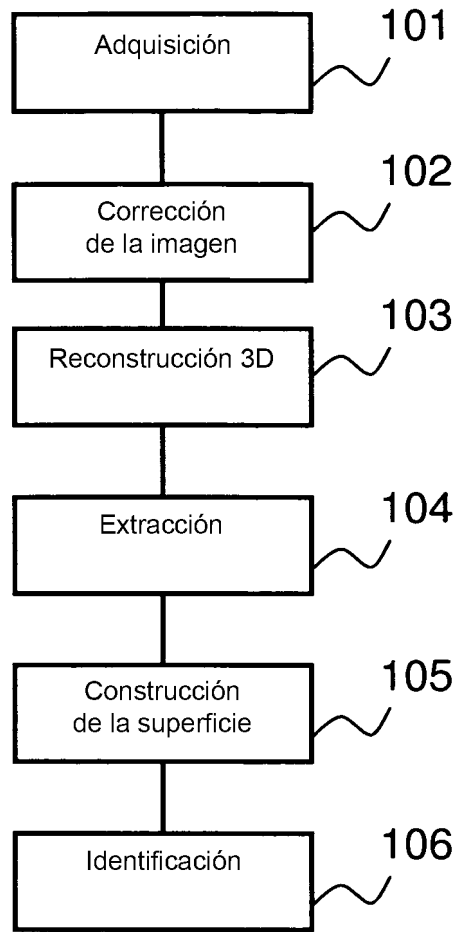 Adquisición
101
Corrección
de la imagen
102
Reconstrucción 3D
103
Extracción
104
Construcción
de la superficie
105
Identificación
106